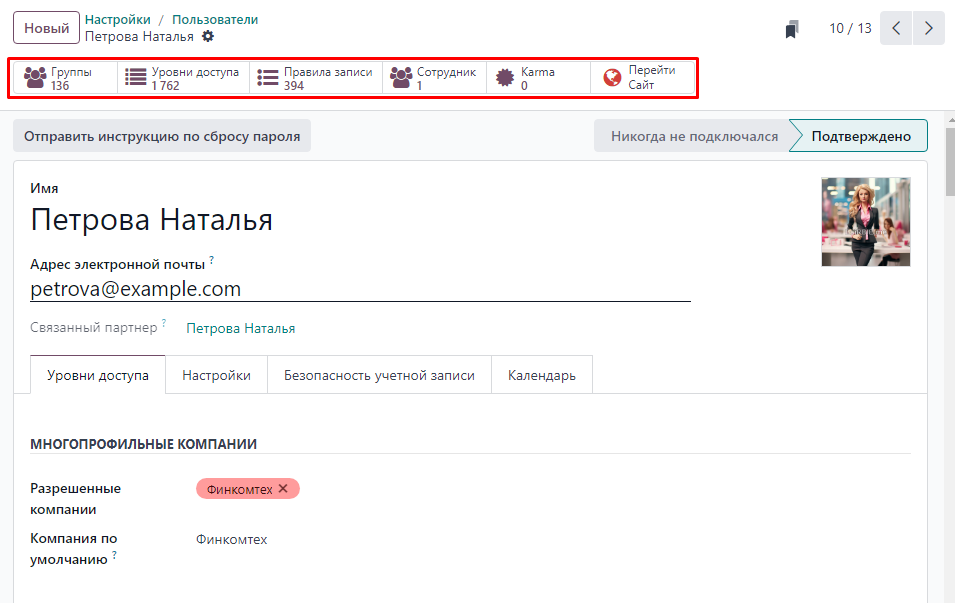 Новый
Настройки / Пользователи
Петрова Наталья
10 / 13
Группы
136
Уровни доступа
1 762
Правила записи
394
Сотрудник
1
Karma
0
Перейти
Сайт
Отправить инструкцию по сбросу пароля
Никогда не подключался
Подтверждено
Имя
Петрова Наталья
Адрес электронной почты ?
petrova@example.com
Связанный партнер ? Петрова Наталья
Уровни доступа
Настройки
Безопасность учетной записи
Календарь
МНОГОПРОФИЛЬНЫЕ КОМПАНИИ
Разрешенные
компании
Финкомтех ×
Компания по
умолчанию ?
Финкомтех